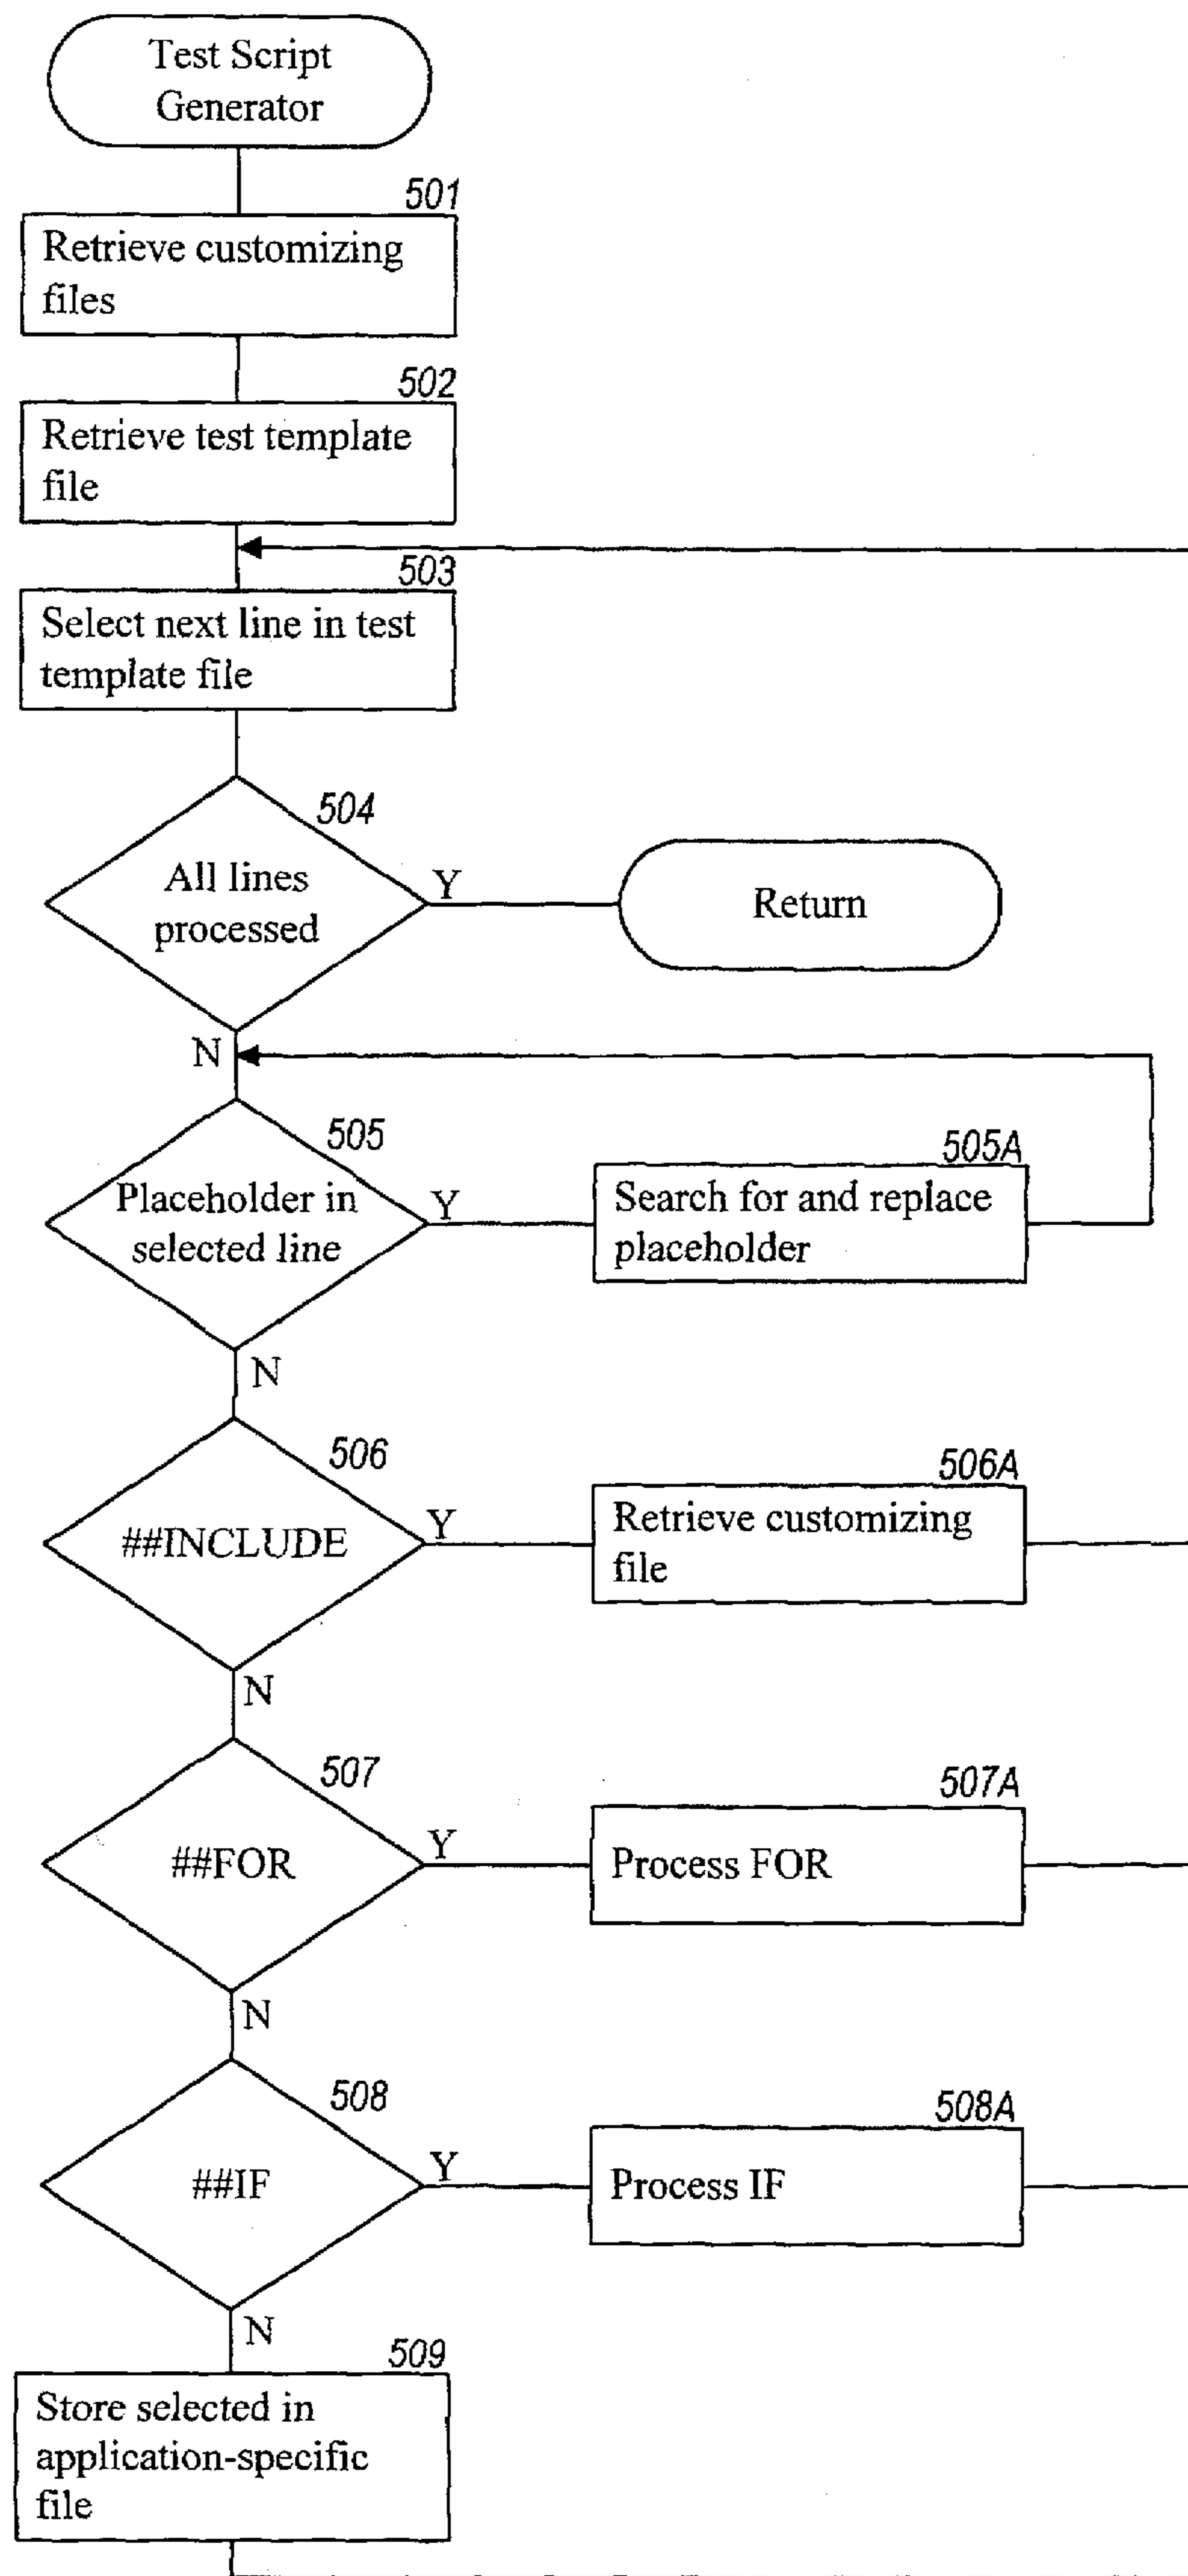 Test Script
Generator
501
Retrieve customizing
files
502
Retrieve test template
file
503
Select next line in test
template file
504
All lines
processed
Y
Return
N
505
Placeholder in
selected line
Y
505A
Search for and replace
placeholder
N
506
##INCLUDE
Y
506A
Retrieve customizing
file
N
507
##FOR
Y
507A
Process FOR
N
508
##IF
Y
508A
Process IF
N
509
Store selected in
application-specific
file